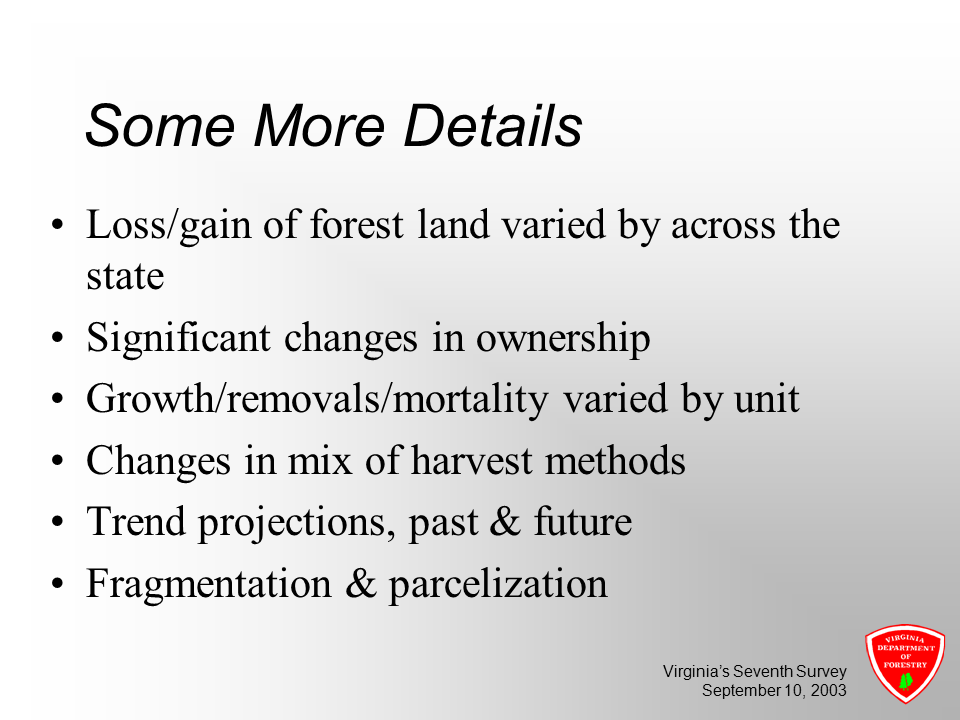 Some More Details
• Loss/gain of forest land varied by across the
state
• Significant changes in ownership
• Growth/removals/mortality varied by unit
• Changes in mix of harvest methods
• Trend projections, past & future
• Fragmentation & parcelization
Virginia’s Seventh Survey
September 10, 2003
VIRGINIA
DEPARTMENT
OF
FORESTRY